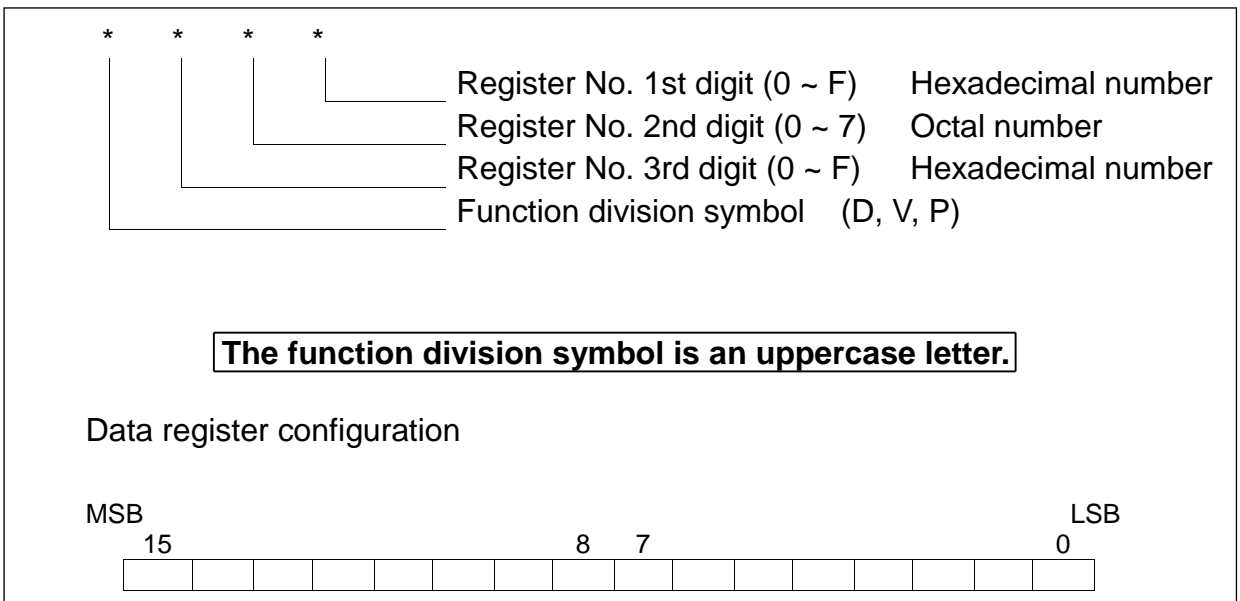 * * * *
Register No. 1st digit (0 ~ F) Hexadecimal number
Register No. 2nd digit (0 ~ 7) Octal number
Register No. 3rd digit (0 ~ F) Hexadecimal number
Function division symbol (D, V, P)
The function division symbol is an uppercase letter.
Data register configuration
MSB LSB
15 8 7 0